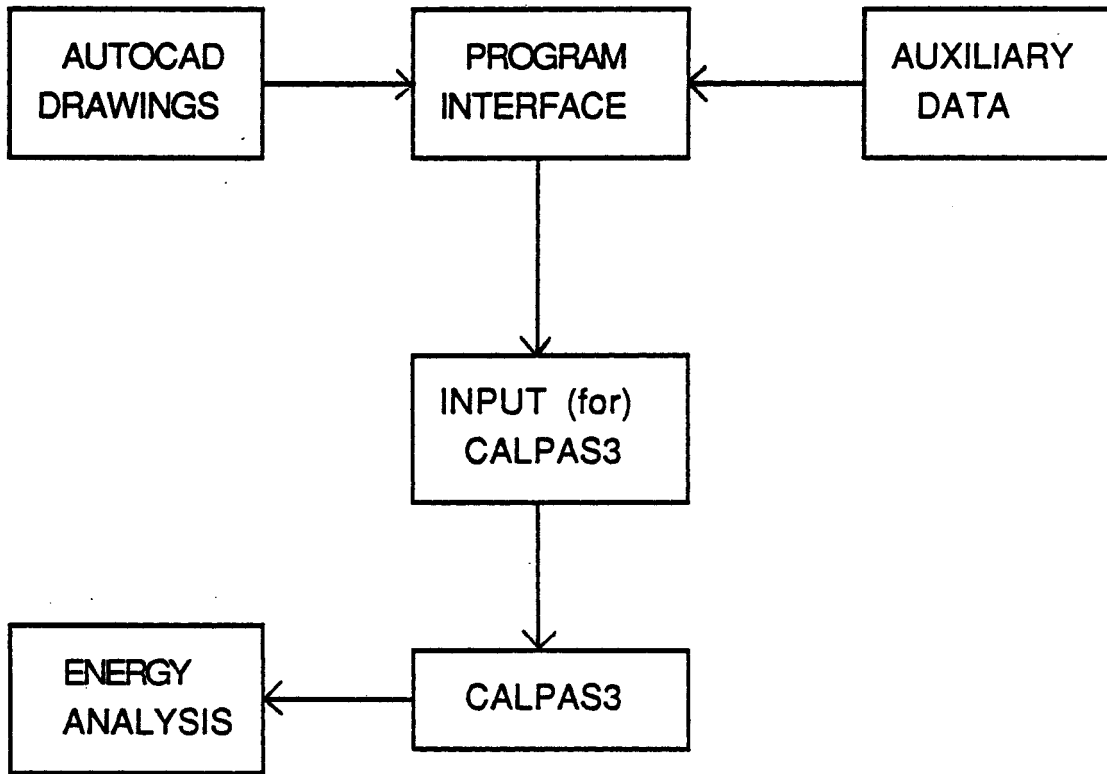 AUTOCAD
DRAWINGS
PROGRAM
INTERFACE
AUXILIARY
DATA
INPUT (for)
CALPAS3
ENERGY
ANALYSIS
CALPAS3